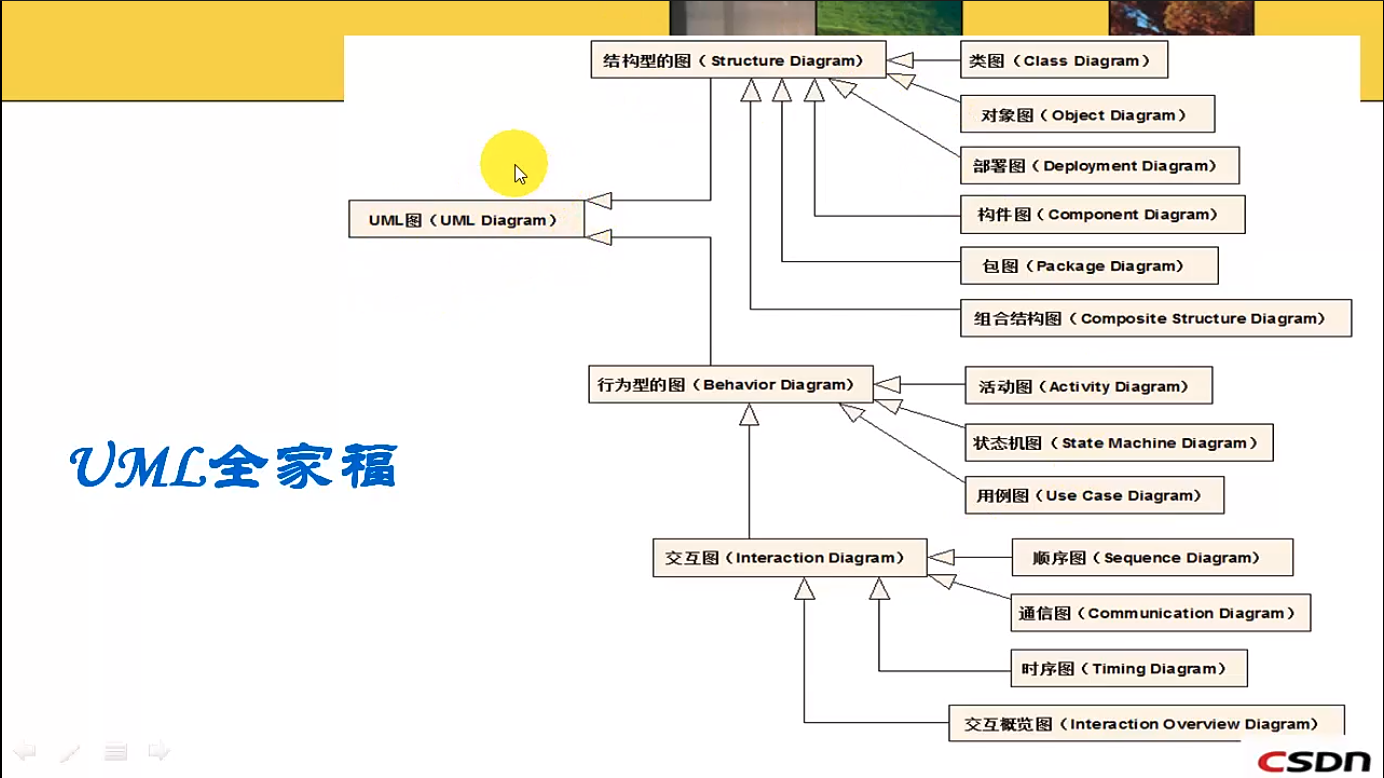 结构型的图（Structure Diagram）
类图（Class Diagram）
对象图（Object Diagram）
部署图（Deployment Diagram）
UML图（UML Diagram）
构件图（Component Diagram）
包图（Package Diagram）
组合结构图（Composite Structure Diagram）
行为型的图（Behavior Diagram）
活动图（Activity Diagram）
状态机图（State Machine Diagram）
UML全家福
用例图（Use Case Diagram）
交互图（Interaction Diagram）
顺序图（Sequence Diagram）
通信图（Communication Diagram）
时序图（Timing Diagram）
交互概览图（Interaction Overview Diagram）
CSDN